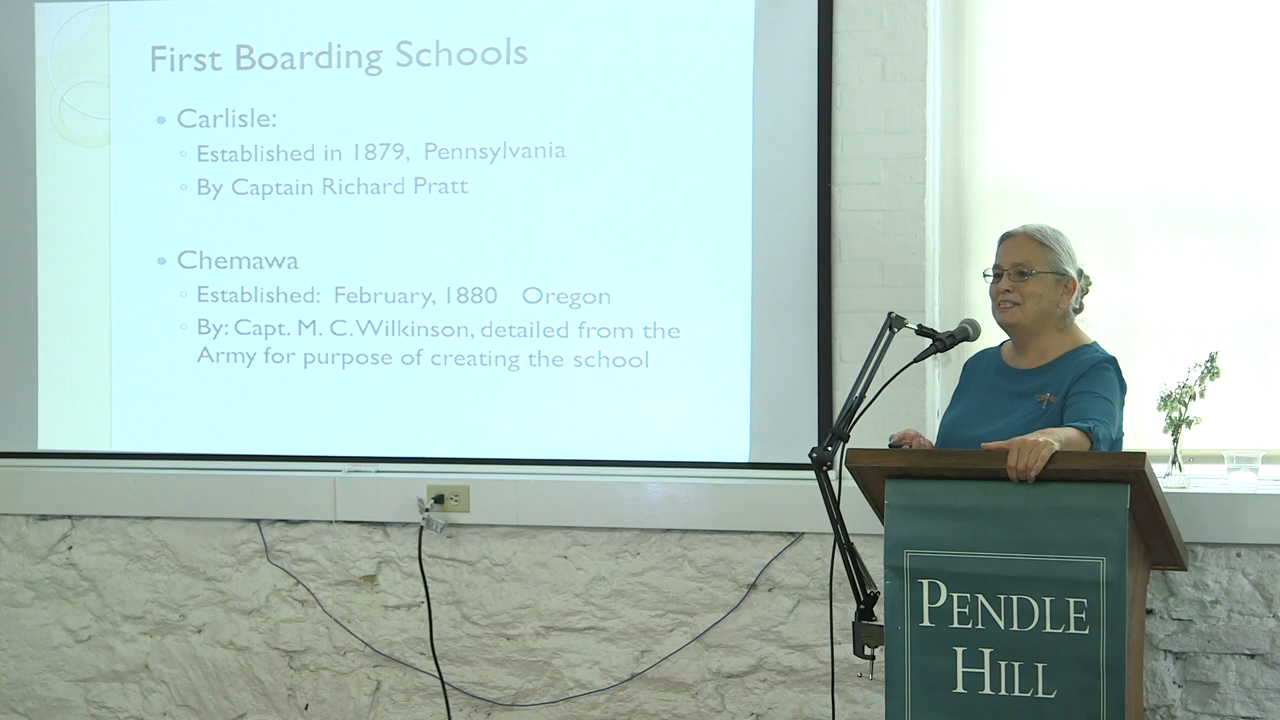 First Boarding Schools
• Carlisle:
◦ Established in 1879, Pennsylvania
◦ By Captain Richard Pratt
• Chemawa
◦ Established: February, 1880 Oregon
◦ By: Capt. M. C. Wilkinson, detailed from the
Army for purpose of creating the school
PENDLE
HILL